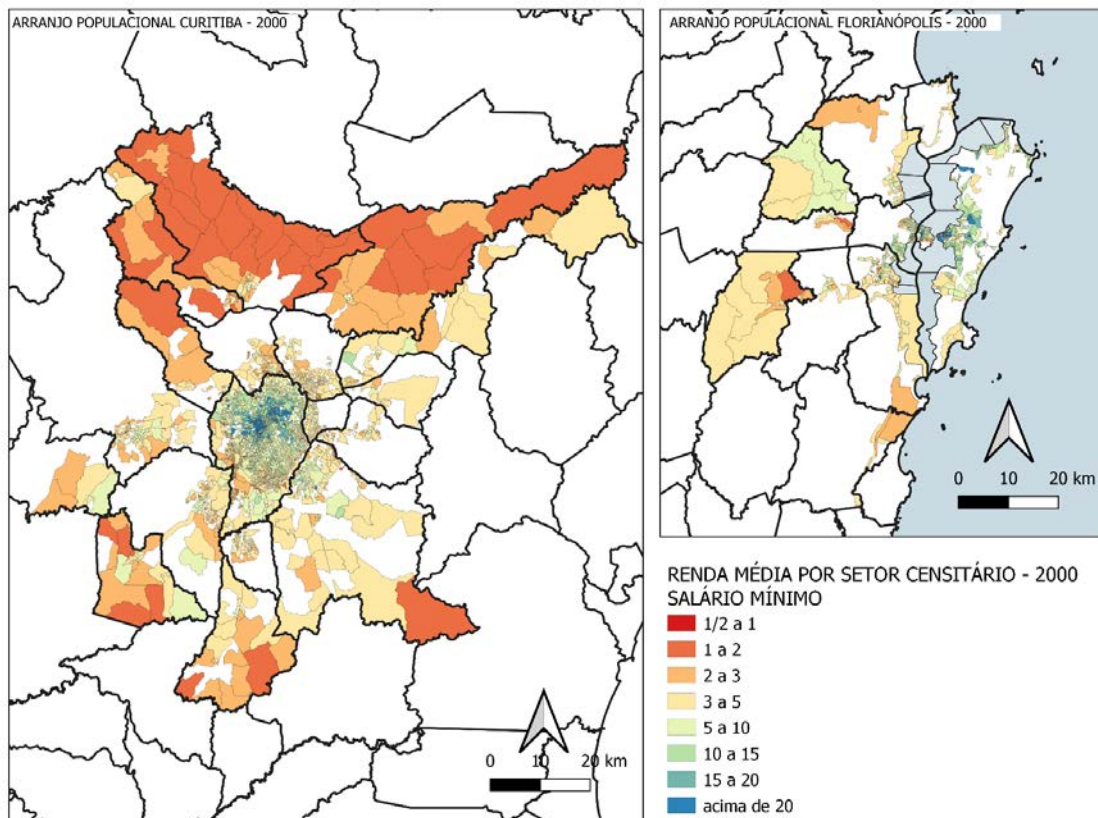 ARRANJO POPULACIONAL CURITIBA - 2000
0 10 20 km
ARRANJO POPULACIONAL FLORIANÓPOLIS - 2000
0 10 20 km
RENDA MÉDIA POR SETOR CENSITÁRIO - 2000
SALÁRIO MÍNIMO
1/2 a 1
1 a 2
2 a 3
3 a 5
5 a 10
10 a 15
15 a 20
acima de 20